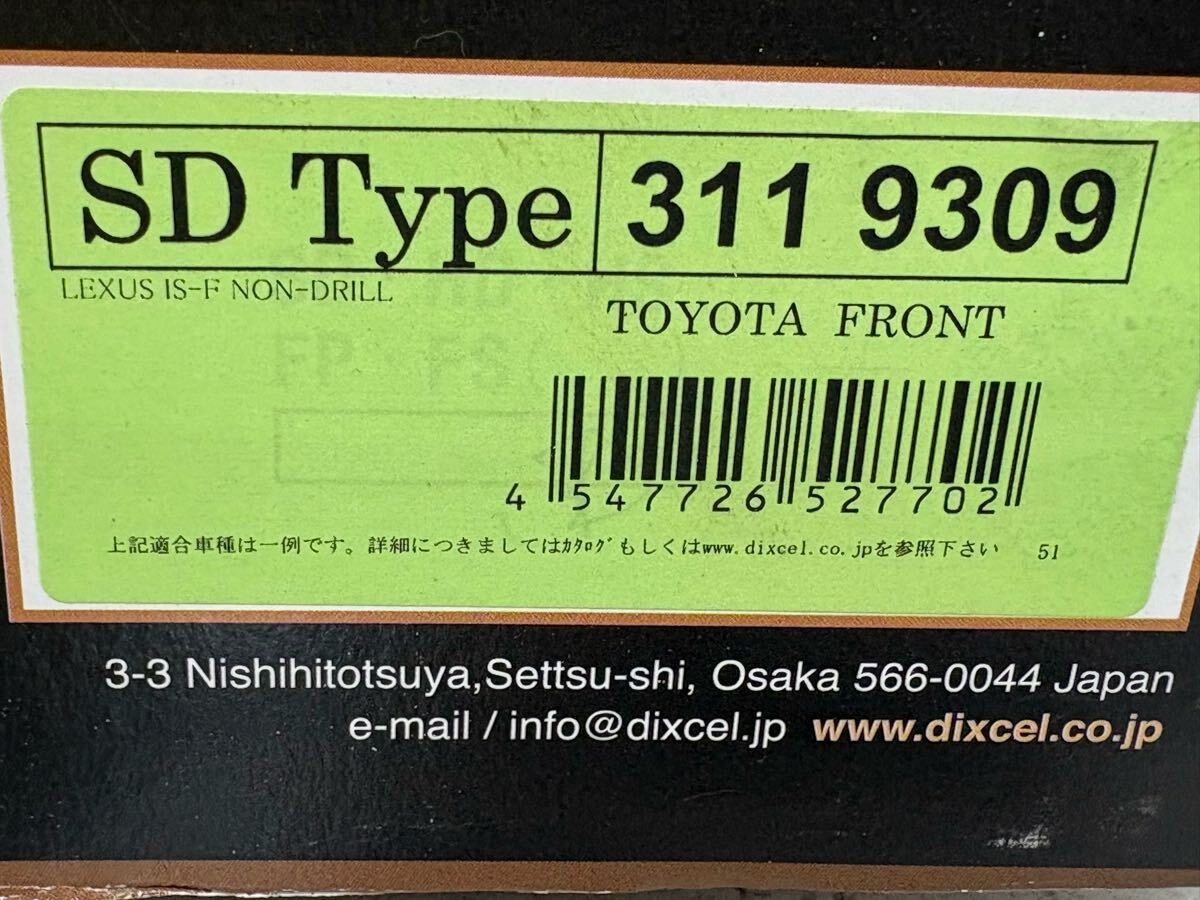 SD Type 311 9309
LEXUS IS-F NON-DRILL
TOYOTA FRONT
4 547726 527702
上記適合車種は一例です。詳細につきましてはｶﾀﾛｸﾞもしくはwww.dixcel.co.jpを参照下さい 51
3-3 Nishihitotsuya,Settsu-shi, Osaka 566-0044 Japan
e-mail / info@dixcel.jp www.dixcel.co.jp